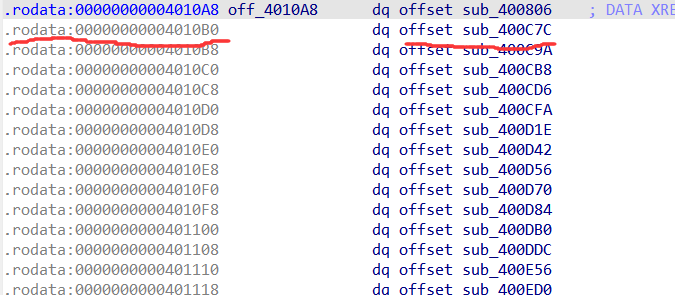 .rodata:00000000004010A8 off_4010A8 dq offset sub_400806 ; DATA XRE
.rodata:00000000004010B0 dq offset sub_400C7C
.rodata:00000000004010B8 dq offset sub_400C9A
.rodata:00000000004010C0 dq offset sub_400CB8
.rodata:00000000004010C8 dq offset sub_400CD6
.rodata:00000000004010D0 dq offset sub_400CFA
.rodata:00000000004010D8 dq offset sub_400D1E
.rodata:00000000004010E0 dq offset sub_400D42
.rodata:00000000004010E8 dq offset sub_400D56
.rodata:00000000004010F0 dq offset sub_400D70
.rodata:00000000004010F8 dq offset sub_400D84
.rodata:0000000000401100 dq offset sub_400DB0
.rodata:0000000000401108 dq offset sub_400DDC
.rodata:0000000000401110 dq offset sub_400E56
.rodata:0000000000401118 dq offset sub_400ED0